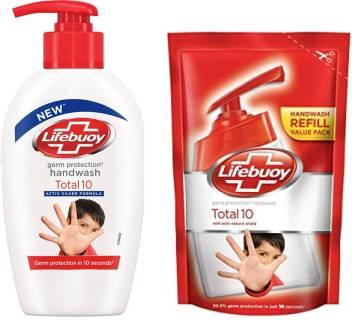 NEW
Lifebuoy
germ protection*
handwash
Total 10
ACTIV SILVER FORMULA
Germ protection in 10 seconds*
HANDWASH
REFILL
VALUE PACK
Lifebuoy
germ protection* handwash
Total 10
with activ natural shield
99.9% germ protection in just 10 seconds*